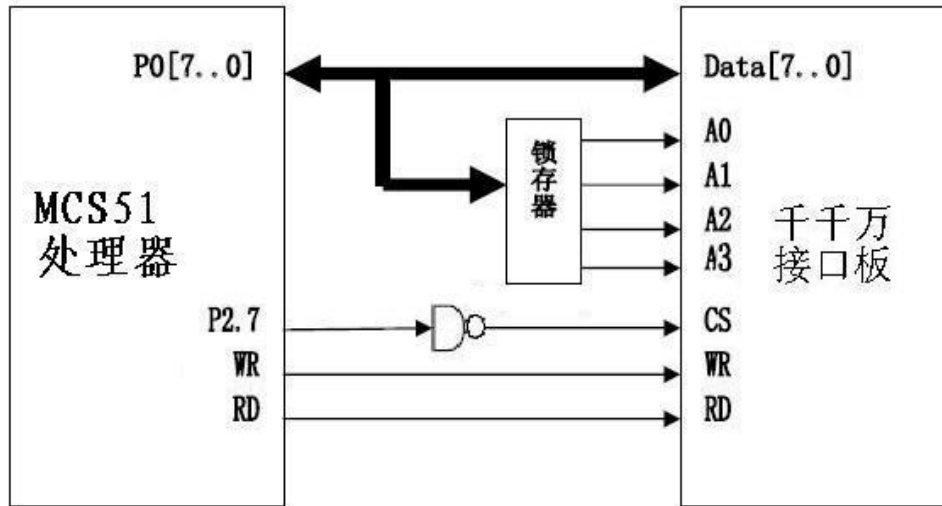 P0[7..0]
Data[7..0]
锁存器
A0
A1
A2
A3
MCS51
处理器
千千万
接口板
P2.7
CS
WR
WR
RD
RD